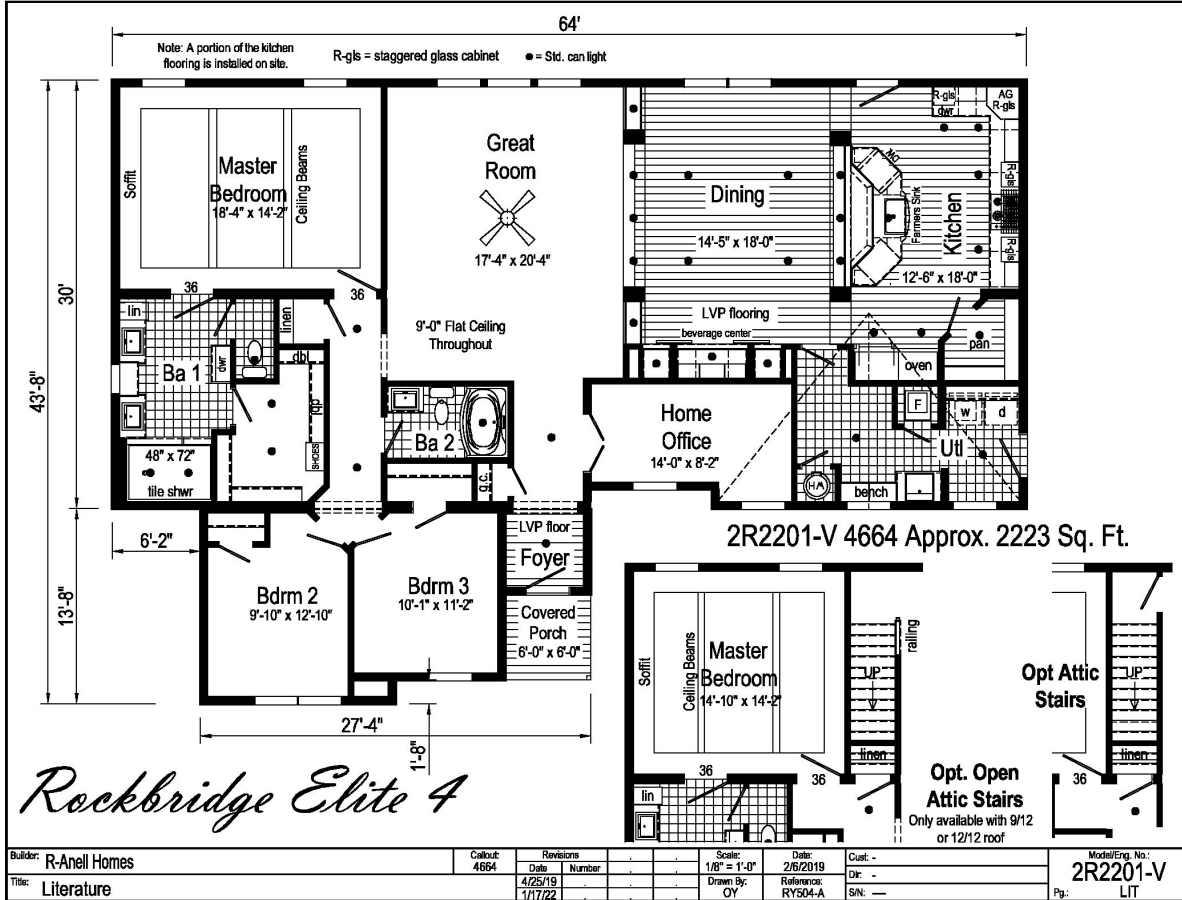 64'
Note: A portion of the kitchen
flooring is installed on site.
R-gls = staggered glass cabinet
= Std. can light
R-gls
dwr
AG
R-gls
Soffit
Master
Bedroom
18'-4" x 14'-2"
Ceiling Beams
Great
Room
17'-4" x 20'-4"
Dining
14'-5" x 18'-0"
DW
Farmers Sink
Kitchen
12'-6" x 18'-0"
R-gls
R-gls
30'
43'-8"
36
36
lin
linen
9'-0" Flat Ceiling
Throughout
LVP flooring
beverage center
pan
oven
Ba 1
dwr
dbl
dbl
SHOES
Ba 2
Home
Office
14'-0" x 8'-2"
F
w
d
Utl
48" x 72"
tile shwr
g.c.
HW
bench
6'-2"
13'-8"
LVP floor
Foyer
2R2201-V 4664 Approx. 2223 Sq. Ft.
Bdrm 2
9'-10" x 12'-10"
Bdrm 3
10'-1" x 11'-2"
Covered
Porch
6'-0" x 6'-0"
27'-4"
1'-8"
Soffit
Ceiling Beams
Master
Bedroom
14'-10" x 14'-2"
railing
UP
linen
36
36
lin
Opt Attic
Stairs
UP
linen
36
Opt. Open
Attic Stairs
Only available with 9/12
or 12/12 roof
Rockbridge Elite 4
Builder: R-Anell Homes
Title: Literature
Callout:
4664
Revisions
Date Number
4/25/19
1/17/22
Scale:
1/8" = 1'-0"
Drawn By:
OY
Date:
2/6/2019
Reference:
RY504-A
Cust: -
Dir: -
S/N: —
Model/Eng. No.:
2R2201-V
Pg.: LIT